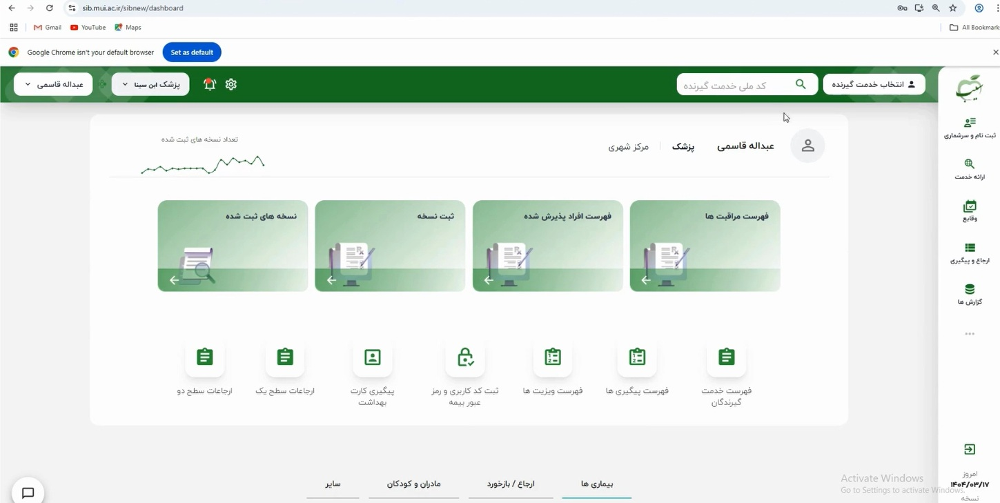 sib.mui.ac.ir/sibnew/dashboard
Gmail
YouTube
Maps
All Bookmark
Google Chrome isn't your default browser
Set as default
سیب
انتخاب خدمت گیرنده
کد ملی خدمت گیرنده
پزشک ابن سینا
عبداله قاسمی
ثبت نام و سرشماری
ارائه خدمت
وقایع
ارجاع و پیگیری
گزارش ها
عبداله قاسمی
پزشک
مرکز شهری
تعداد نسخه های ثبت شده
فهرست مراقبت ها
فهرست افراد پذیرش شده
ثبت نسخه
نسخه های ثبت شده
فهرست خدمت
گیرندگان
فهرست پیگیری ها
فهرست ویزیت ها
ثبت کد کاربری و رمز
عبور بیمه
پیگیری کارت
بهداشت
ارجاعات سطح یک
ارجاعات سطح دو
بیماری ها
ارجاع / بازخورد
مادران و کودکان
سایر
Activate Windows
Go to Settings to activate Windows.
امروز
۱۴۰۴/۰۳/۱۷
نسخه